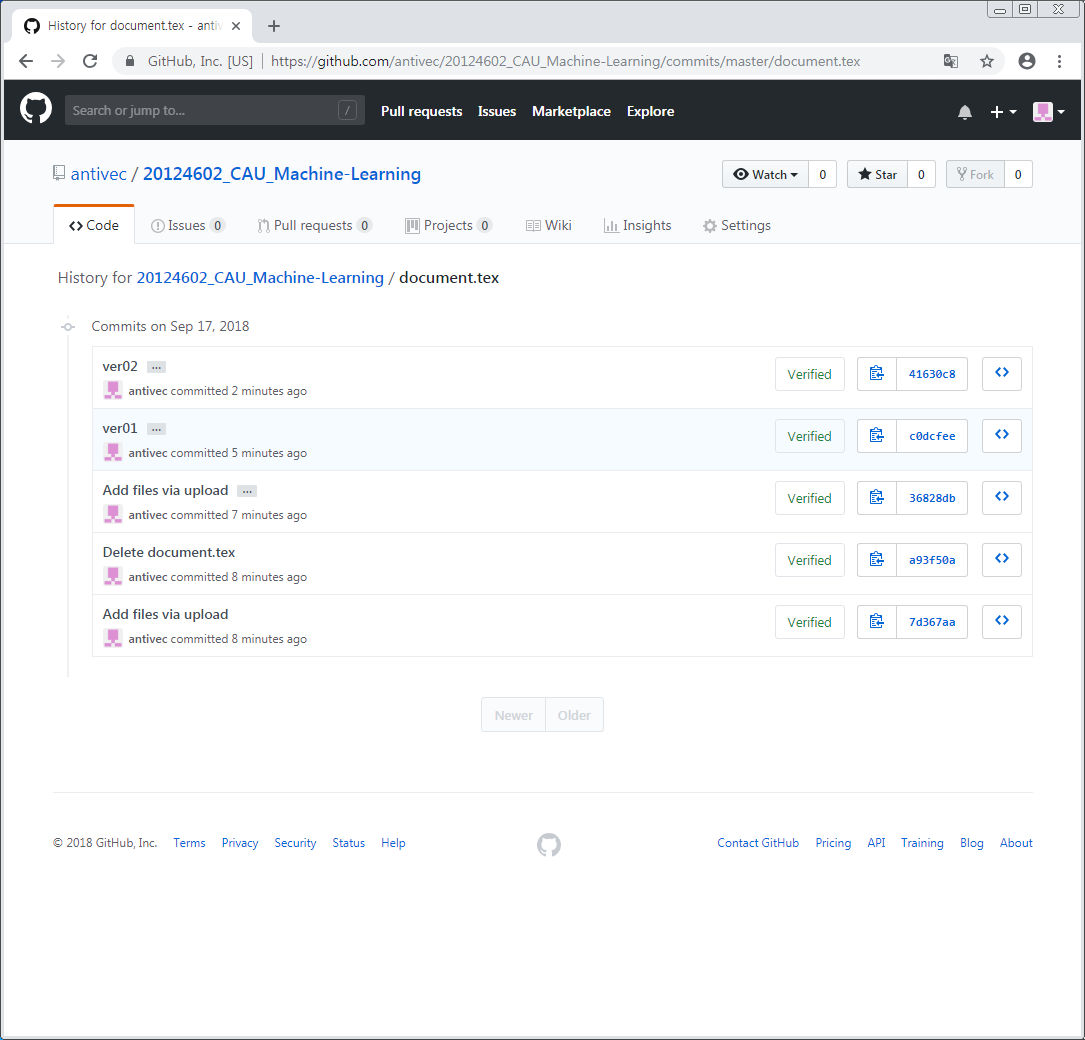 History for document.tex - antiv
GitHub, Inc. [US] | https://github.com/antivec/20124602_CAU_Machine-Learning/commits/master/document.tex
Search or jump to... / Pull requests Issues Marketplace Explore
antivec / 20124602_CAU_Machine-Learning Watch 0 Star 0 Fork 0
Code Issues 0 Pull requests 0 Projects 0 Wiki Insights Settings
History for 20124602_CAU_Machine-Learning / document.tex
Commits on Sep 17, 2018
ver02 ...
antivec committed 2 minutes ago
Verified 41630c8
ver01 ...
antivec committed 5 minutes ago
Verified c0dcfee
Add files via upload ...
antivec committed 7 minutes ago
Verified 36828db
Delete document.tex
antivec committed 8 minutes ago
Verified a93f50a
Add files via upload
antivec committed 8 minutes ago
Verified 7d367aa
Newer Older
© 2018 GitHub, Inc. Terms Privacy Security Status Help Contact GitHub Pricing API Training Blog About